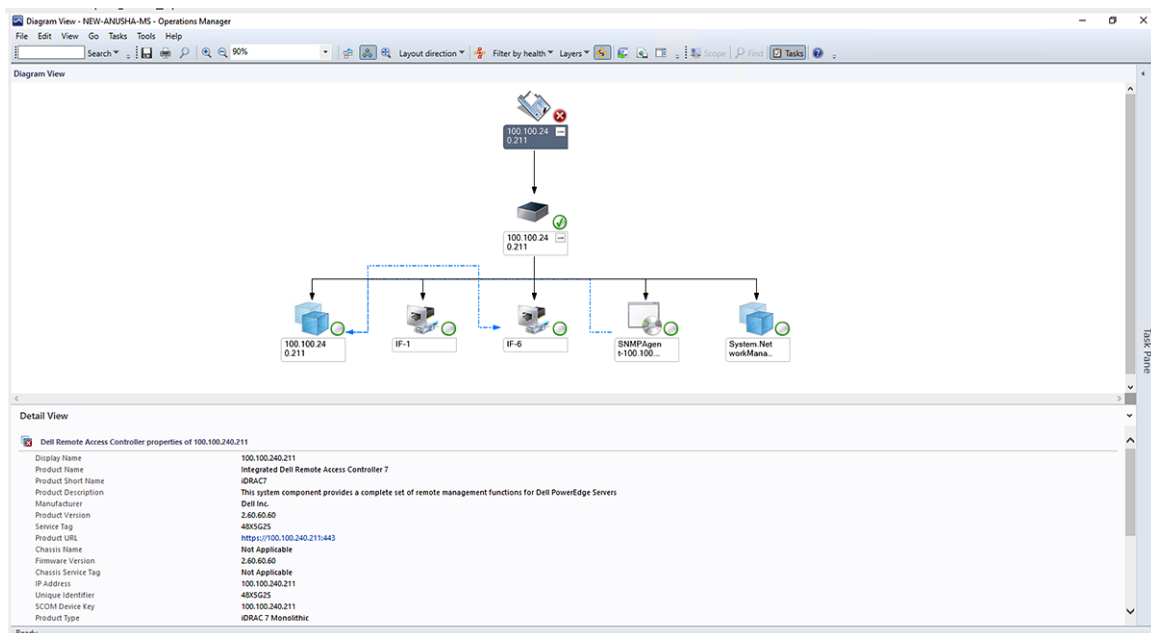 Diagram View - NEW-ANUSHA-MS - Operations Manager
File Edit View Go Tasks Tools Help
Search 90% Layout direction Filter by health Layers Scope Find Tasks
Diagram View
100.100.24
0.211
100.100.24
0.211
100.100.24
0.211
IF-1
IF-6
SNMPAgen
t-100.100...
System.Net
workMana...
Task Pane
Detail View
Dell Remote Access Controller properties of 100.100.240.211
Display Name 100.100.240.211
Product Name Integrated Dell Remote Access Controller 7
Product Short Name iDRAC7
Product Description This system component provides a complete set of remote management functions for Dell PowerEdge Servers
Manufacturer Dell Inc.
Product Version 2.60.60.60
Service Tag 48X5G2S
Product URL https://100.100.240.211:443
Chassis Name Not Applicable
Firmware Version 2.60.60.60
Chassis Service Tag Not Applicable
IP Address 100.100.240.211
Unique Identifier 48X5G2S
SCOM Device Key 100.100.240.211
Product Type iDRAC 7 Monolithic